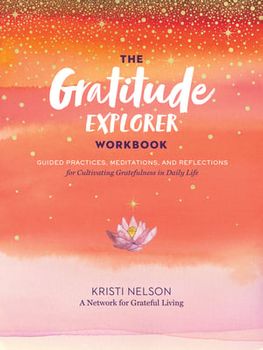 THE
Gratitude
EXPLORER
WORKBOOK
GUIDED PRACTICES, MEDITATIONS, AND REFLECTIONS
for Cultivating Gratefulness in Daily Life
KRISTI NELSON
A Network for Grateful Living